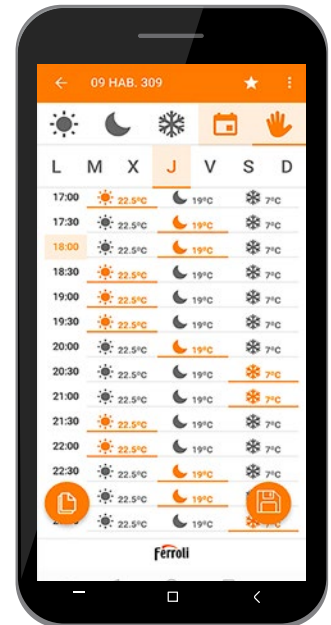 09 HAB. 309
L M X J V S D
17:00 22.5ºC 19ºC 7ºC
17:30 22.5ºC 19ºC 7ºC
18:00 22.5ºC 19ºC 7ºC
18:30 22.5ºC 19ºC 7ºC
19:00 22.5ºC 19ºC 7ºC
19:30 22.5ºC 19ºC 7ºC
20:00 22.5ºC 19ºC 7ºC
20:30 22.5ºC 19ºC 7ºC
21:00 22.5ºC 19ºC 7ºC
21:30 22.5ºC 19ºC 7ºC
22:00 22.5ºC 19ºC 7ºC
22:30 22.5ºC 19ºC 7ºC
22.5ºC 19ºC
22.5ºC 19ºC
Ferroli